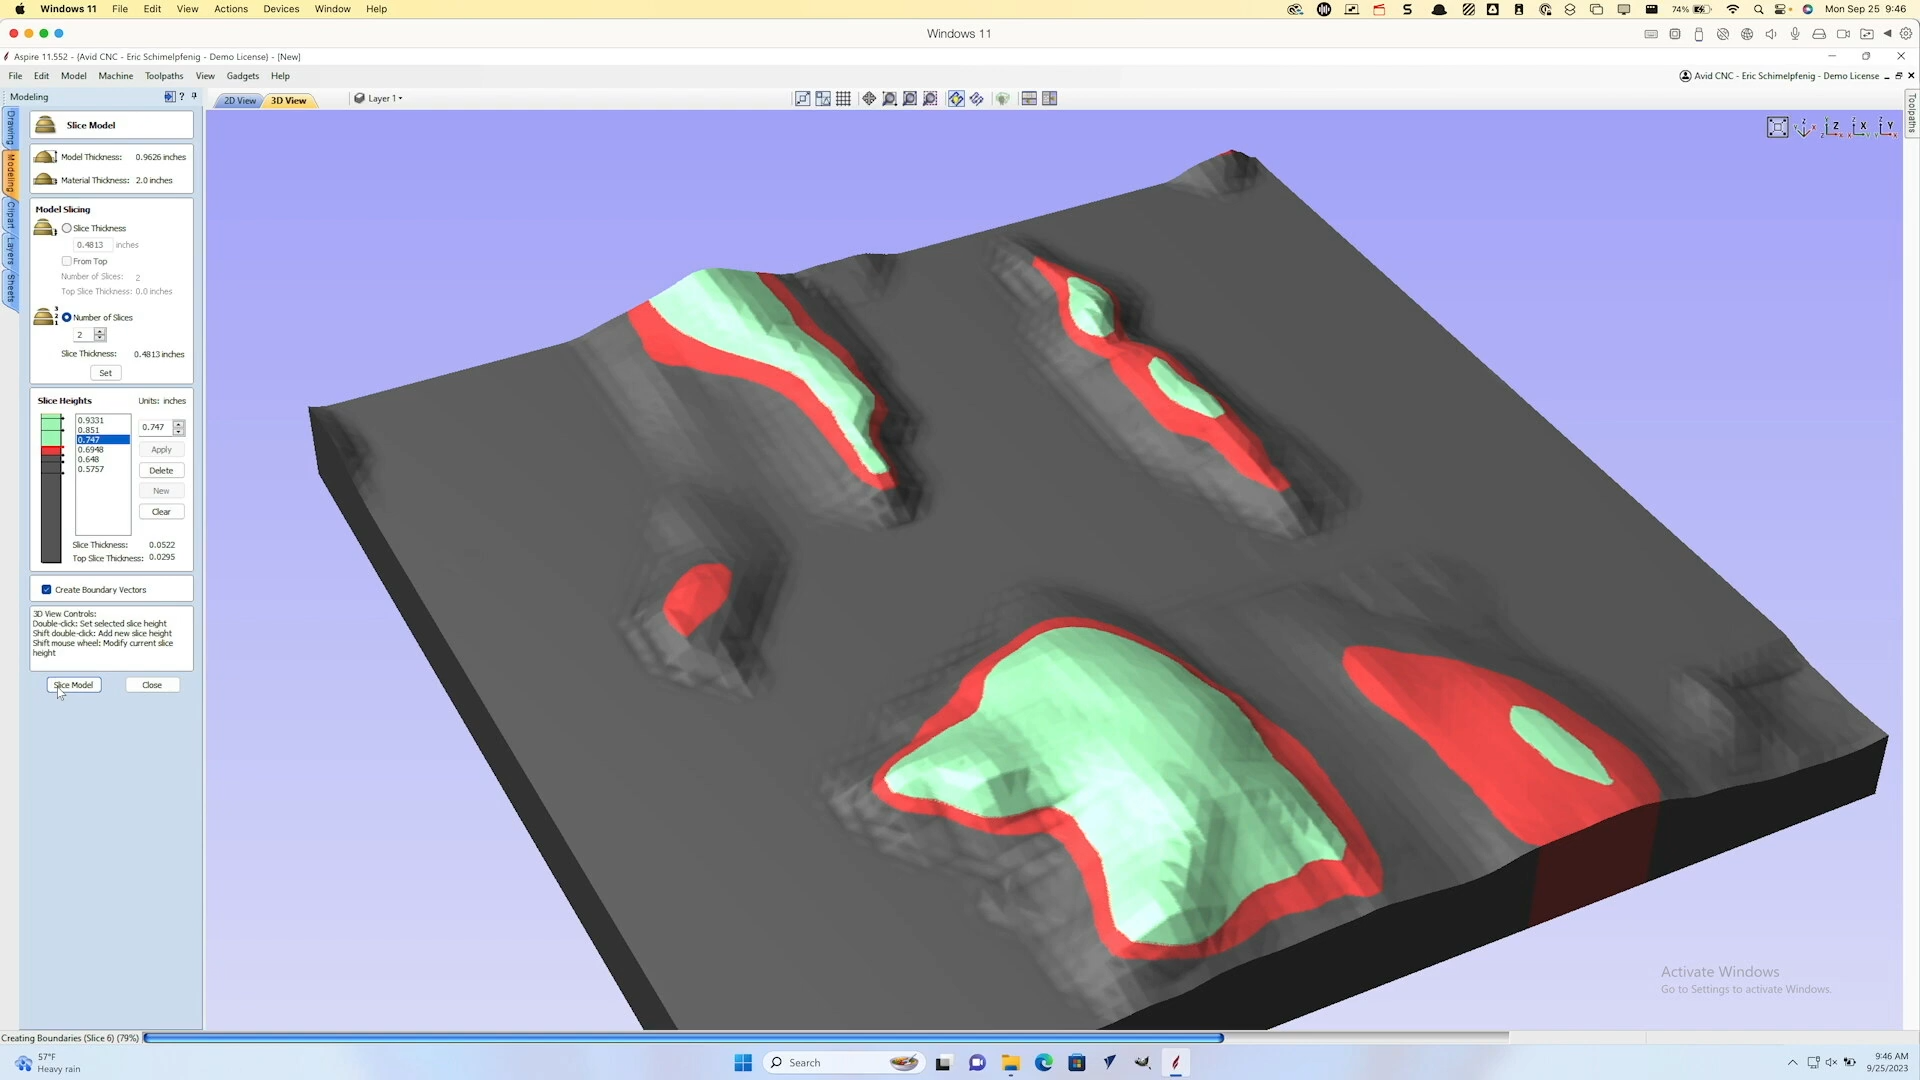 Windows 11 File Edit View Actions Devices Window Help
74% Mon Sep 25 9:46
Windows 11
Aspire 11.552 - {Avid CNC - Eric Schimelpfenig - Demo License} - [New]
File Edit Model Machine Toolpaths View Gadgets Help
Avid CNC - Eric Schimelpfenig - Demo License
Modeling
2D View 3D View Layer 1
Toolpaths
Drawing
Modeling
Clipart
Layers
Sheets
Slice Model
Model Thickness: 0.9626 inches
Material Thickness: 2.0 inches
Model Slicing
Slice Thickness
0.4813 inches
From Top
Number of Slices: 2
Top Slice Thickness: 0.0 inches
Number of Slices
2
Slice Thickness: 0.4813 inches
Set
Slice Heights Units: inches
0.9331
0.851
0.747
0.6948
0.648
0.5757
0.747
Apply
Delete
New
Clear
Slice Thickness: 0.0522
Top Slice Thickness: 0.0295
Create Boundary Vectors
3D View Controls:
Double-click: Set selected slice height
Shift double-click: Add new slice height
Shift mouse wheel: Modify current slice
height
Slice Model Close
Activate Windows
Go to Settings to activate Windows.
Creating Boundaries (Slice 6) (79%)
57°F
Heavy rain
Search
9:46 AM
9/25/2023